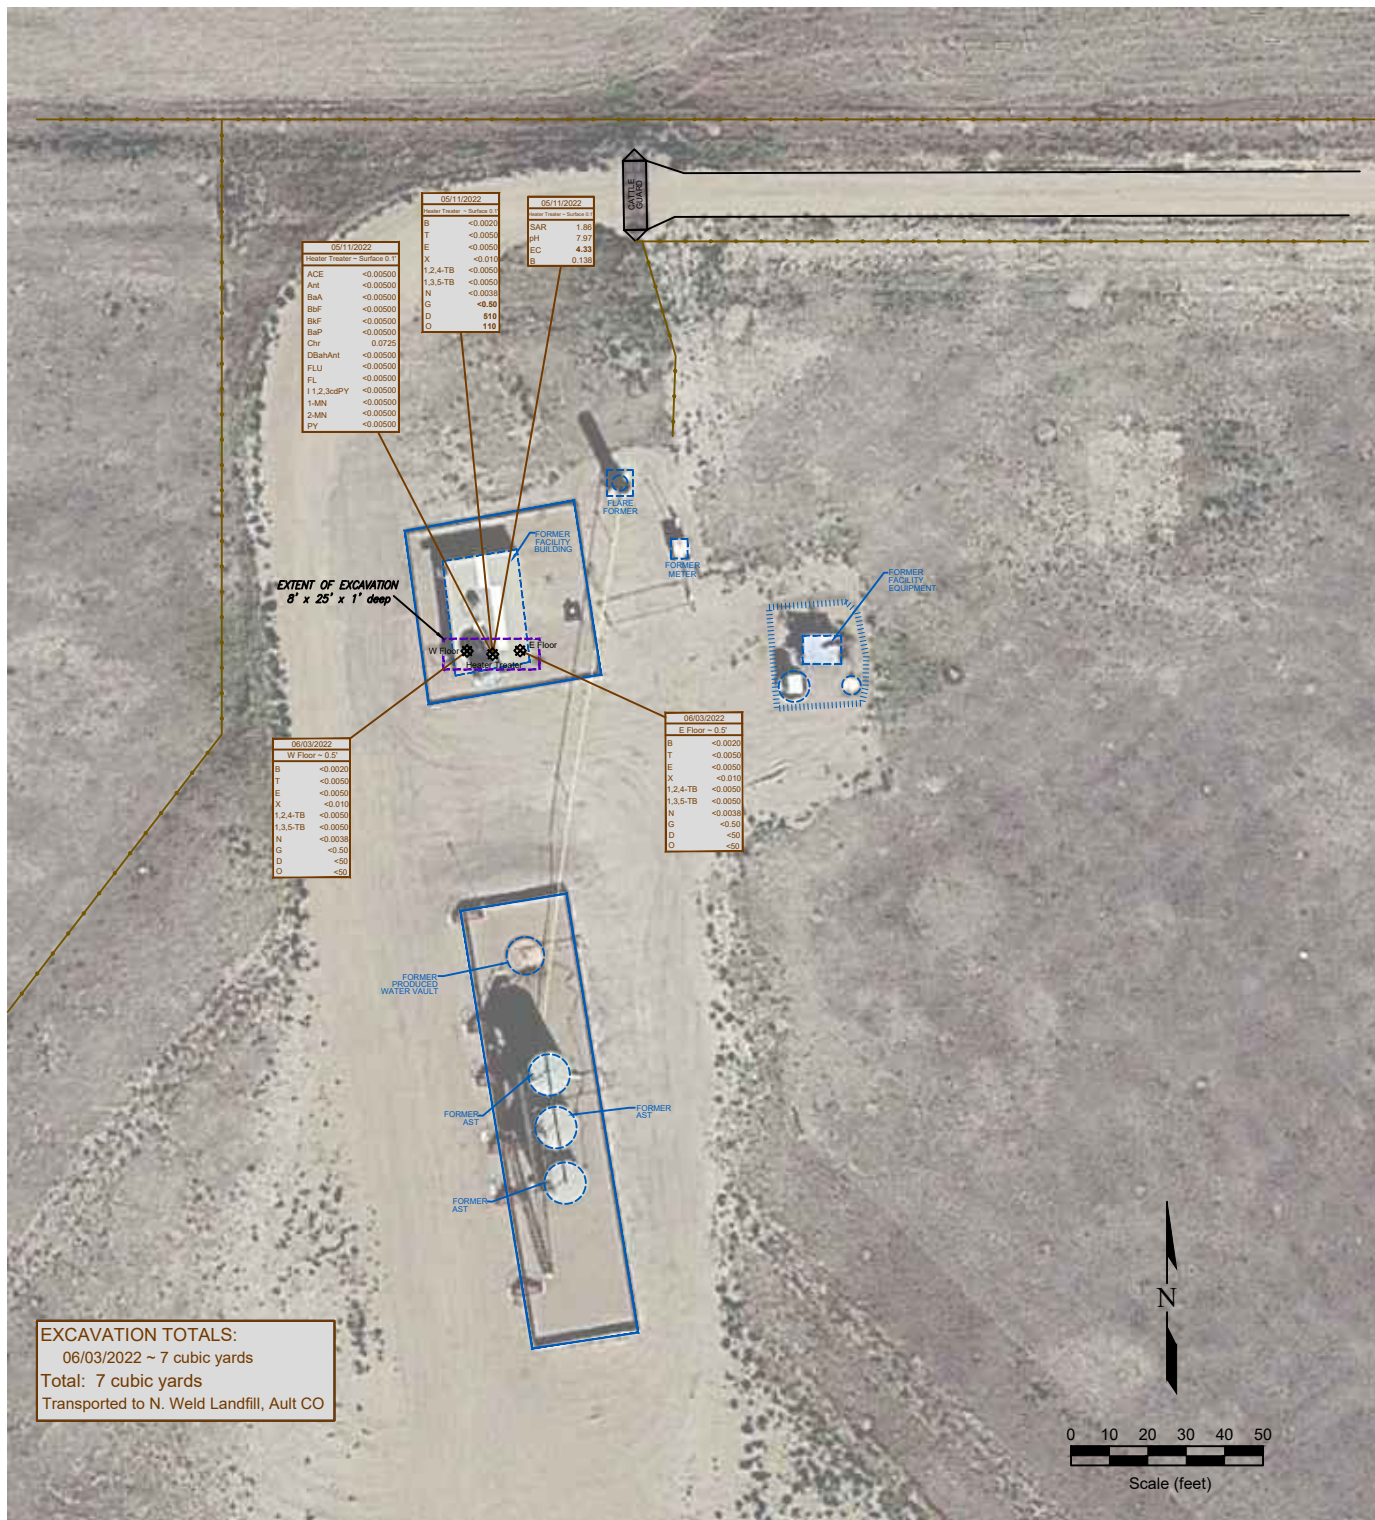 CATTLE
GUARD
05/11/2022
Heater Treater ~ Surface 0.1'
ACE <0.00500
Ant <0.00500
BaA <0.00500
BbF <0.00500
BkF <0.00500
BaP <0.00500
Chr 0.0725
DBahAnt <0.00500
FLU <0.00500
FL <0.00500
I 1,2,3cdPY <0.00500
1-MN <0.00500
2-MN <0.00500
PY <0.00500
05/11/2022
Heater Treater ~ Surface 0.1'
B <0.0020
T <0.0050
E <0.0050
X <0.010
1,2,4-TB <0.0050
1,3,5-TB <0.0050
N <0.0038
G <0.50
D 510
O 110
05/11/2022
Heater Treater ~ Surface 0.1'
SAR 1.86
pH 7.97
EC 4.33
B 0.138
FLARE
FORMER
FORMER
FACILITY
BUILDING
FORMER
METER
FORMER
FACILITY
EQUIPMENT
EXTENT OF EXCAVATION
8' x 25' x 1' deep
W Floor
E Floor
Heater Treater
06/03/2022
W Floor ~ 0.5'
B <0.0020
T <0.0050
E <0.0050
X <0.010
1,2,4-TB <0.0050
1,3,5-TB <0.0050
N <0.0038
G <0.50
D <50
O <50
06/03/2022
E Floor ~ 0.5'
B <0.0020
T <0.0050
E <0.0050
X <0.010
1,2,4-TB <0.0050
1,3,5-TB <0.0050
N <0.0038
G <0.50
D <50
O <50
FORMER
PRODUCED
WATER VAULT
FORMER
AST
FORMER
AST
FORMER
AST
EXCAVATION TOTALS:
06/03/2022 ~ 7 cubic yards
Total: 7 cubic yards
Transported to N. Weld Landfill, Ault CO
N
0 10 20 30 40 50
Scale (feet)